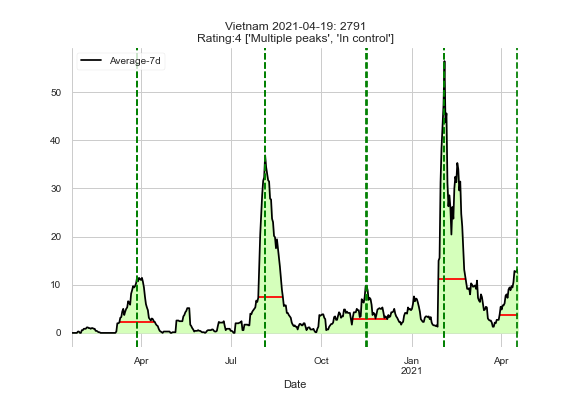 Vietnam 2021-04-19: 2791
Rating:4 ['Multiple peaks', 'In control']
Average-7d
50
40
30
20
10
0
Apr
Jul
Oct
Jan
2021
Apr
Date